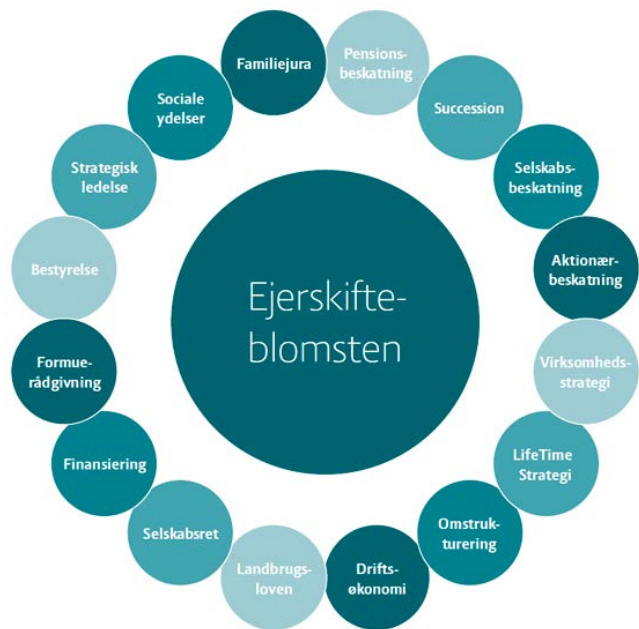 Familiejura
Pensions-
beskatning
Succession
Selskabs-
beskatning
Aktionær-
beskatning
Virksomheds-
strategi
LifeTime
Strategi
Omstruk-
turering
Drifts-
økonomi
Landbrugs-
loven
Selskabsret
Finansiering
Formue-
rådgivning
Bestyrelse
Strategisk
ledelse
Sociale
ydelser
Ejerskifte-
blomsten